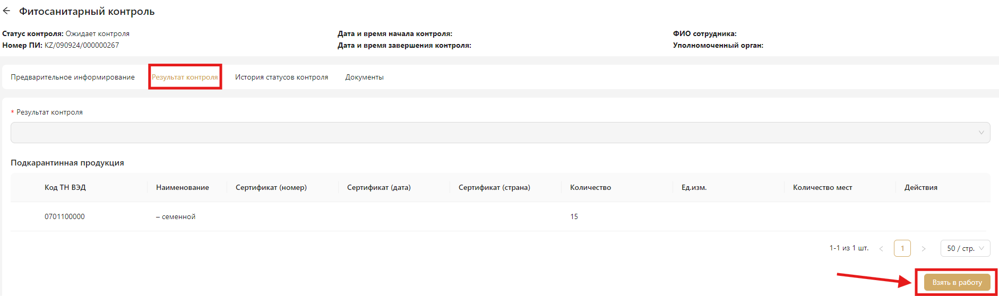 Фитосанитарный контроль
Статус контроля: Ожидает контроля
Дата и время начала контроля:
ФИО сотрудника:
Номер ПИ: KZ/090924/000000267
Дата и время завершения контроля:
Уполномоченный орган:
Предварительное информирование Результат контроля История статусов контроля Документы
* Результат контроля
Подкарантинная продукция
Код ТН ВЭД Наименование Сертификат (номер) Сертификат (дата) Сертификат (страна) Количество Ед.изм. Количество мест Действия
0701100000 – семенной 15
1-1 из 1 шт. < 1 > 50 / стр.
Взять в работу